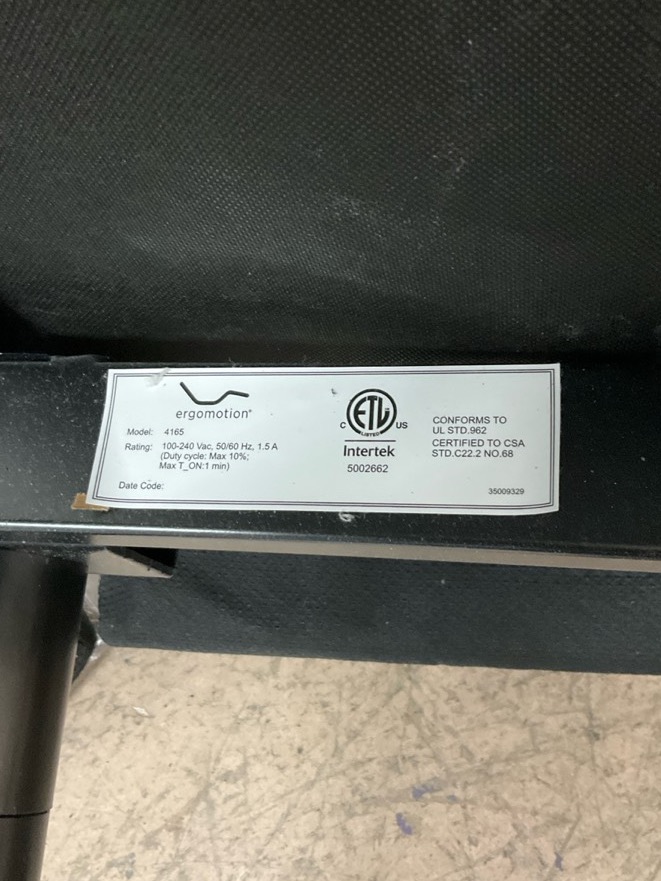 ergomotion®
Model: 4165
Rating: 100-240 Vac, 50/60 Hz, 1.5 A
(Duty cycle: Max 10%;
Max T_ON:1 min)
Date Code:
ETL
LISTED
C US
Intertek
5002662
CONFORMS TO
UL STD.962
CERTIFIED TO CSA
STD.C22.2 NO.68
35009329